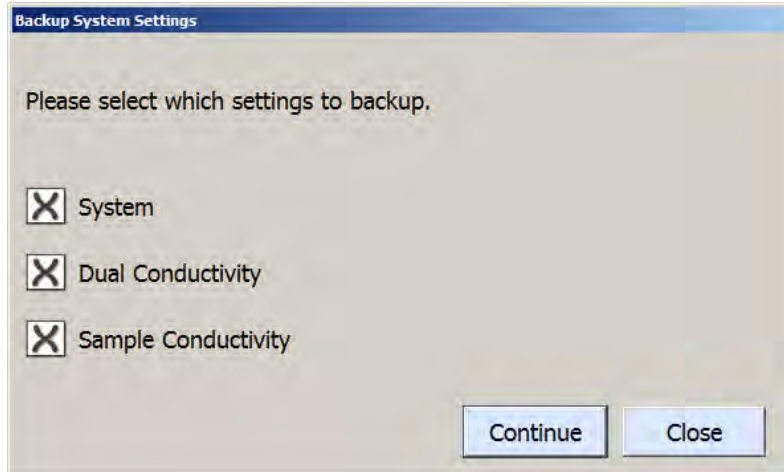 Backup System Settings
Please select which settings to backup.
System
Dual Conductivity
Sample Conductivity
Continue Close